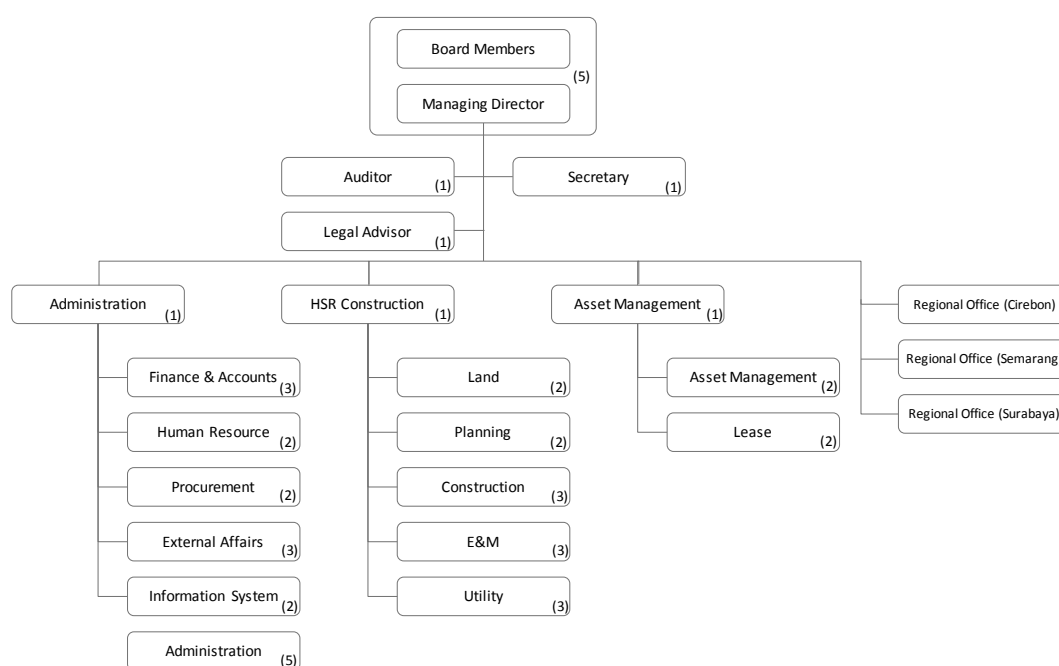 Board Members
(5)
Managing Director
Auditor
(1)
Secretary
(1)
Legal Advisor
(1)
Administration
(1)
HSR Construction
(1)
Asset Management
(1)
Regional Office (Cirebon)
Regional Office (Semarang
Regional Office (Surabaya)
Finance & Accounts
(3)
Human Resource
(2)
Procurement
(2)
External Affairs
(3)
Information System
(2)
Administration
(5)
Land
(2)
Planning
(2)
Construction
(3)
E&M
(3)
Utility
(3)
Asset Management
(2)
Lease
(2)